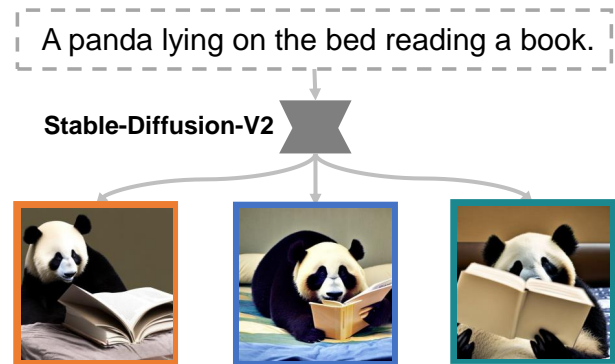 A panda lying on the bed reading a book.
Stable-Diffusion-V2